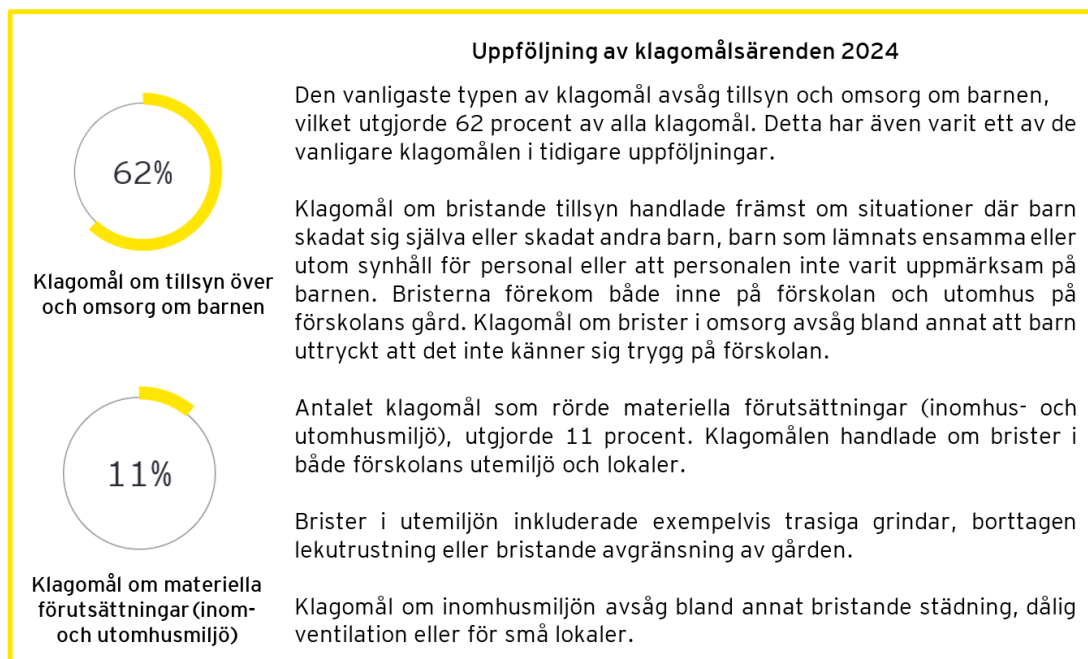 Uppföljning av klagomålsärenden 2024
Den vanligaste typen av klagomål avsåg tillsyn och omsorg om barnen,
vilket utgjorde 62 procent av alla klagomål. Detta har även varit ett av de
vanligare klagomålen i tidigare uppföljningar.
62%
Klagomål om tillsyn över
och omsorg om barnen
Klagomål om bristande tillsyn handlade främst om situationer där barn
skadat sig själva eller skadat andra barn, barn som lämnats ensamma eller
utom synhåll för personal eller att personalen inte varit uppmärksam på
barnen. Bristerna förekom både inne på förskolan och utomhus på
förskolans gård. Klagomål om brister i omsorg avsåg bland annat att barn
uttryckt att det inte känner sig trygg på förskolan.
11%
Klagomål om materiella
förutsättningar (inom-
och utomhusmiljö)
Antalet klagomål som rörde materiella förutsättningar (inomhus- och
utomhusmiljö), utgjorde 11 procent. Klagomålen handlade om brister i
både förskolans utemiljö och lokaler.
Brister i utemiljön inkluderade exempelvis trasiga grindar, borttagen
lekutrustning eller bristande avgränsning av gården.
Klagomål om inomhusmiljön avsåg bland annat bristande städning, dålig
ventilation eller för små lokaler.